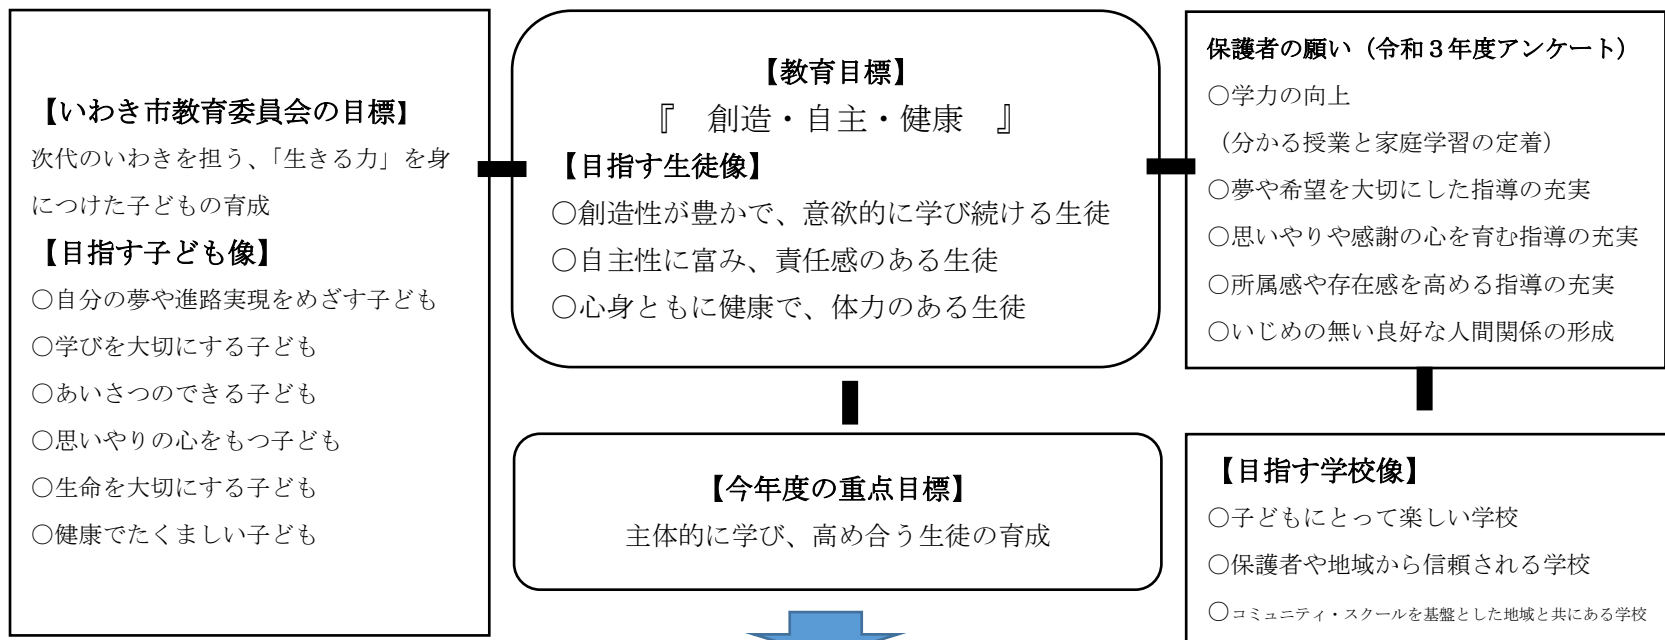 【いわき市教育委員会の目標】
次代のいわきを担う、「生きる力」を身
につけた子どもの育成
【目指す子ども像】
○自分の夢や進路実現をめざす子ども
○学びを大切にする子ども
○あいさつのできる子ども
○思いやりの心をもつ子ども
○生命を大切にする子ども
○健康でたくましい子ども
【教育目標】
『 創造・自主・健康 』
【目指す生徒像】
○創造性が豊かで、意欲的に学び続ける生徒
○自主性に富み、責任感のある生徒
○心身ともに健康で、体力のある生徒
【今年度の重点目標】
主体的に学び、高め合う生徒の育成
保護者の願い（令和３年度アンケート）
○学力の向上
（分かる授業と家庭学習の定着）
○夢や希望を大切にした指導の充実
○思いやりや感謝の心を育む指導の充実
○所属感や存在感を高める指導の充実
○いじめの無い良好な人間関係の形成
【目指す学校像】
○子どもにとって楽しい学校
○保護者や地域から信頼される学校
○コミュニティ・スクールを基盤とした地域と共にある学校